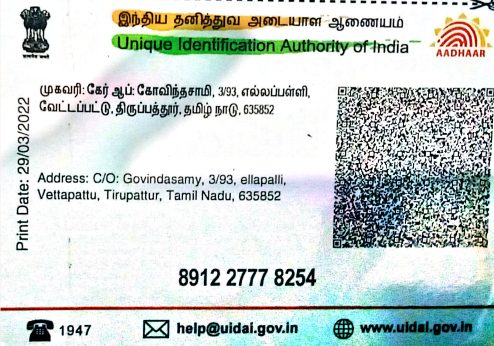 இந்திய தனித்துவ அடையாள ஆணையம்
Unique Identification Authority of India
AADHAAR
முகவரி: கேர் ஆப்: கோவிந்தசாமி, 3/93, எல்லபள்ளி,
வேட்டப்பட்டு, திருப்பத்தூர், தமிழ் நாடு, 635852
Print Date: 29/03/2022
Address: C/O: Govindasamy, 3/93, ellapalli,
Vettapattu, Tirupattur, Tamil Nadu, 635852
8912 2777 8254
1947
help@uidai.gov.in
www.uidai.gov.in